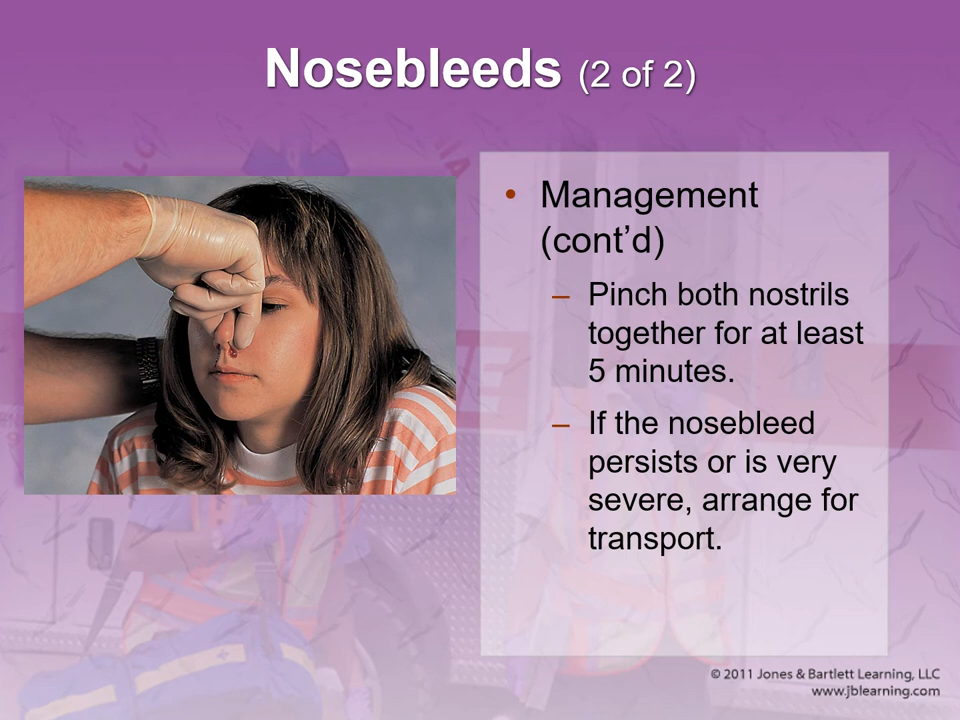 Nosebleeds (2 of 2)
• Management
(cont’d)
– Pinch both nostrils
together for at least
5 minutes.
– If the nosebleed
persists or is very
severe, arrange for
transport.
© 2011 Jones & Bartlett Learning, LLC
www.jblearning.com